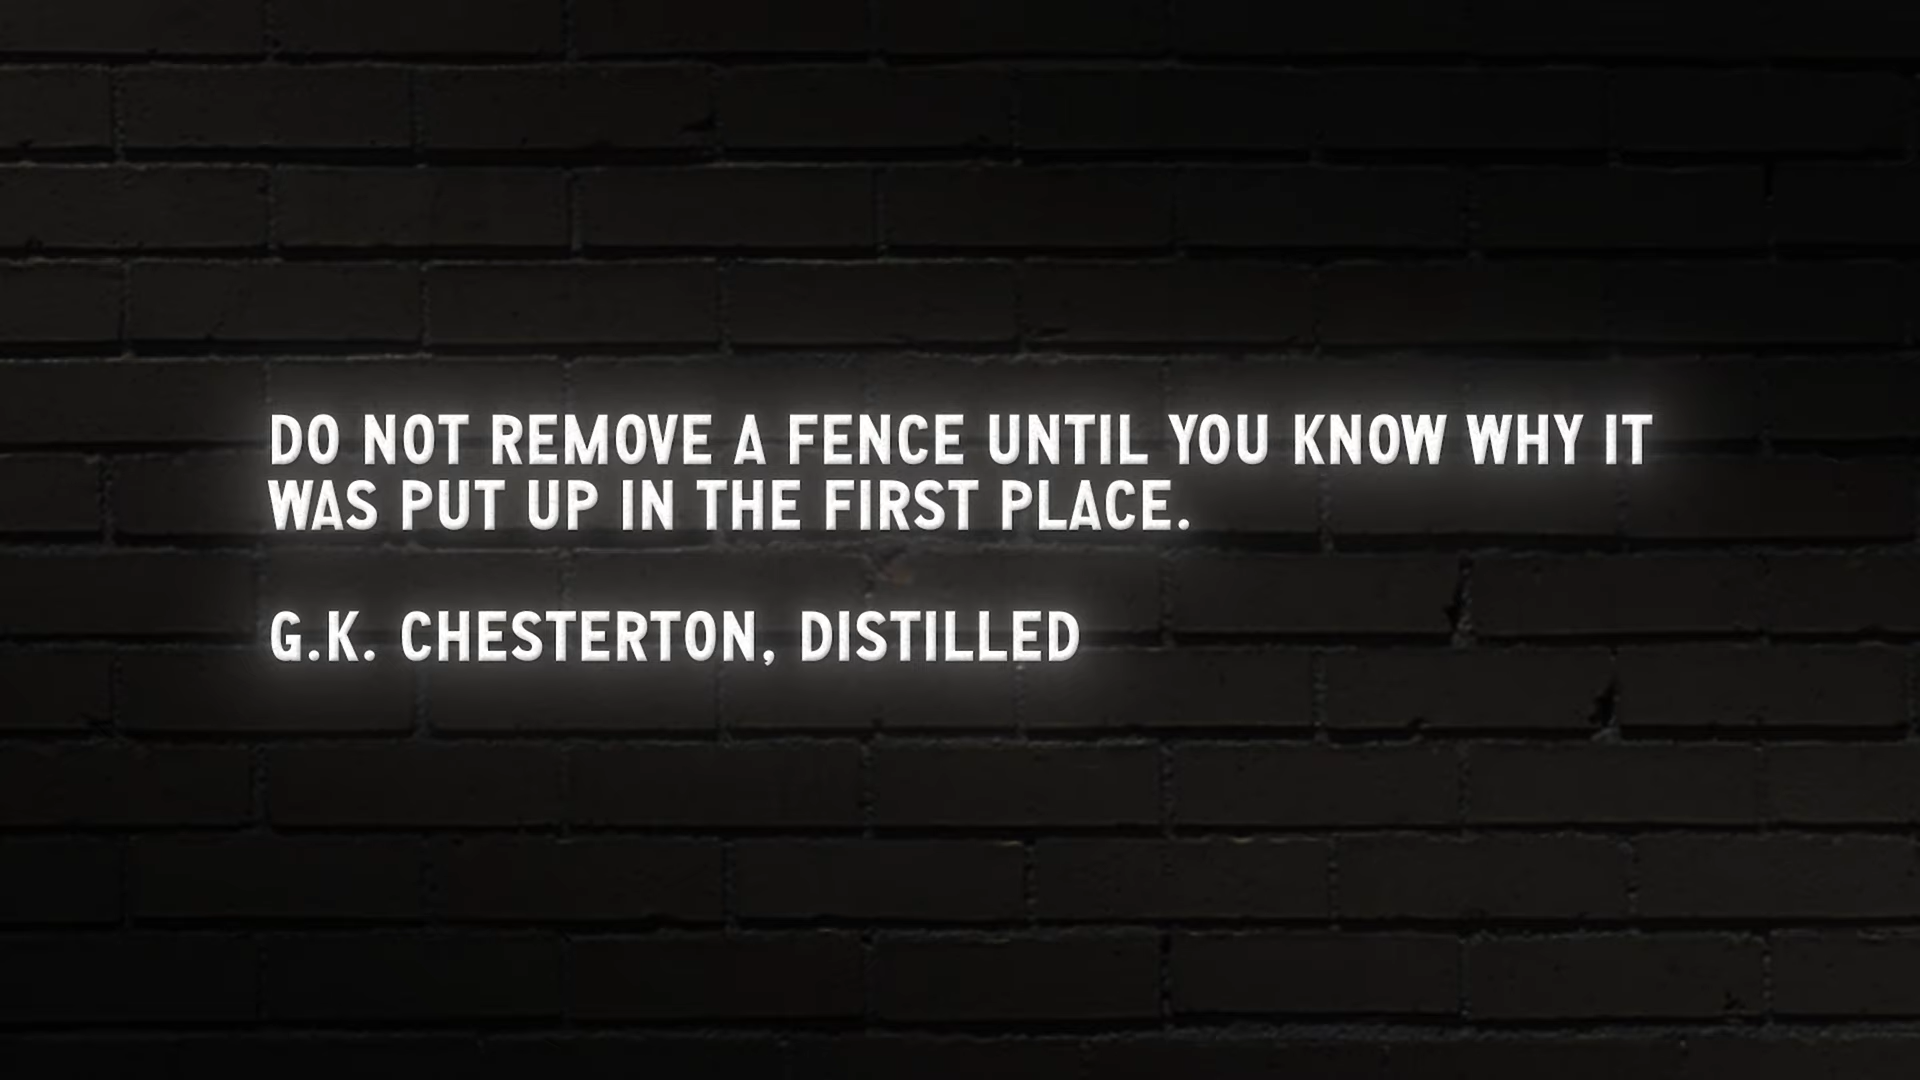 DO NOT REMOVE A FENCE UNTIL YOU KNOW WHY IT
WAS PUT UP IN THE FIRST PLACE.
G.K. CHESTERTON, DISTILLED